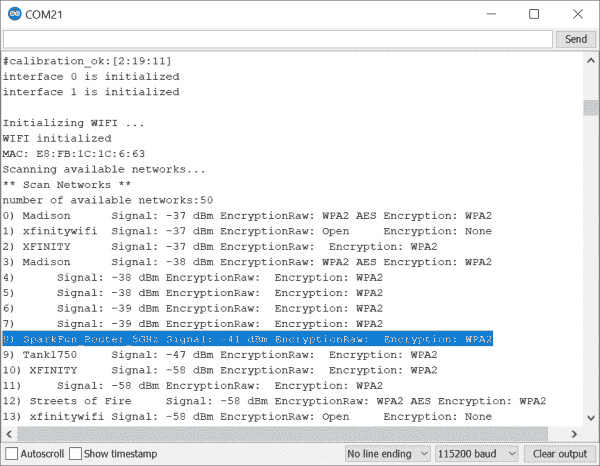 COM21
Send
#calibration_ok:[2:19:11]
interface 0 is initialized
interface 1 is initialized
Initializing WIFI ...
WIFI initialized
MAC: E8:FB:1C:1C:6:63
Scanning available networks...
** Scan Networks **
number of available networks:50
0) Madison Signal: -37 dBm EncryptionRaw: WPA2 AES Encryption: WPA2
1) xfinitywifi Signal: -37 dBm EncryptionRaw: Open Encryption: None
2) XFINITY Signal: -37 dBm EncryptionRaw: Encryption: WPA2
3) Madison Signal: -38 dBm EncryptionRaw: WPA2 AES Encryption: WPA2
4) Signal: -38 dBm EncryptionRaw: Encryption: WPA2
5) Signal: -38 dBm EncryptionRaw: Encryption: WPA2
6) Signal: -39 dBm EncryptionRaw: Encryption: WPA2
7) Signal: -39 dBm EncryptionRaw: Encryption: WPA2
8) SparkFun_Router_5GHz Signal: -41 dBm EncryptionRaw: Encryption: WPA2
9) Tank1750 Signal: -47 dBm EncryptionRaw: Encryption: WPA2
10) XFINITY Signal: -58 dBm EncryptionRaw: Encryption: WPA2
11) Signal: -58 dBm EncryptionRaw: Encryption: WPA2
12) Streets of Fire Signal: -58 dBm EncryptionRaw: WPA2 AES Encryption: WPA2
13) xfinitywifi Signal: -58 dBm EncryptionRaw: Open Encryption: None
Autoscroll Show timestamp No line ending 115200 baud Clear output